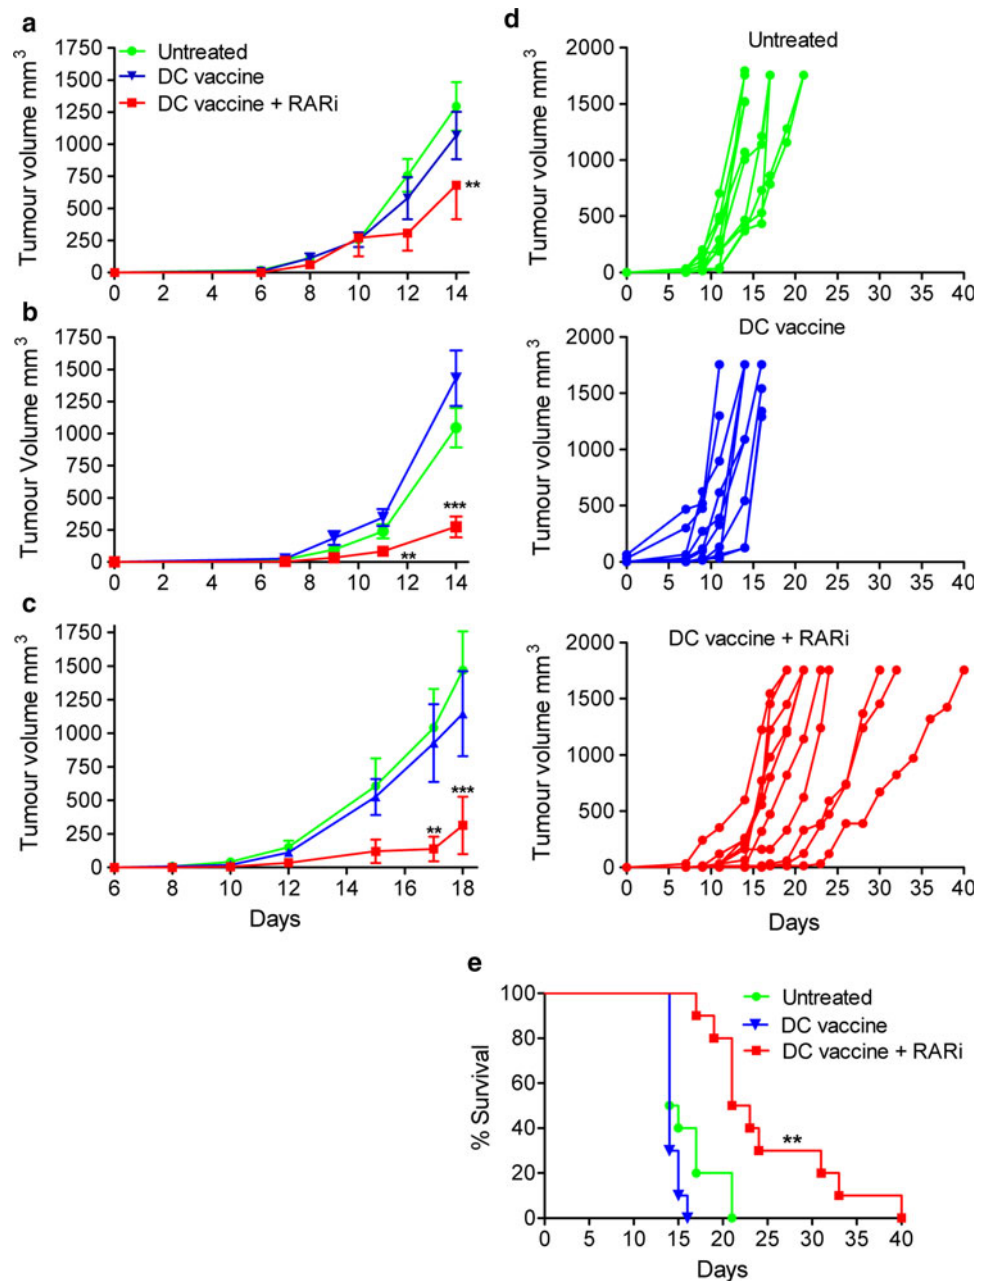 a
Tumour volume mm3
1750
1500
1250
1000
750
500
250
0
Untreated
DC vaccine
DC vaccine + RARi
**
0 2 4 6 8 10 12 14
b
Tumour Volume mm3
1750
1500
1250
1000
750
500
250
0
***
**
0 2 4 6 8 10 12 14
c
Tumour volume mm3
1750
1500
1250
1000
750
500
250
0
***
**
6 8 10 12 14 16 18
Days
d
Untreated
Tumour volume mm3
2000
1500
1000
500
0
0 5 10 15 20 25 30 35 40
DC vaccine
Tumour volume mm3
2000
1500
1000
500
0
0 5 10 15 20 25 30 35 40
DC vaccine + RARi
Tumour volume mm3
2000
1500
1000
500
0
0 5 10 15 20 25 30 35 40
Days
e
% Survival
100
80
60
40
20
0
Untreated
DC vaccine
DC vaccine + RARi
**
0 5 10 15 20 25 30 35 40
Days